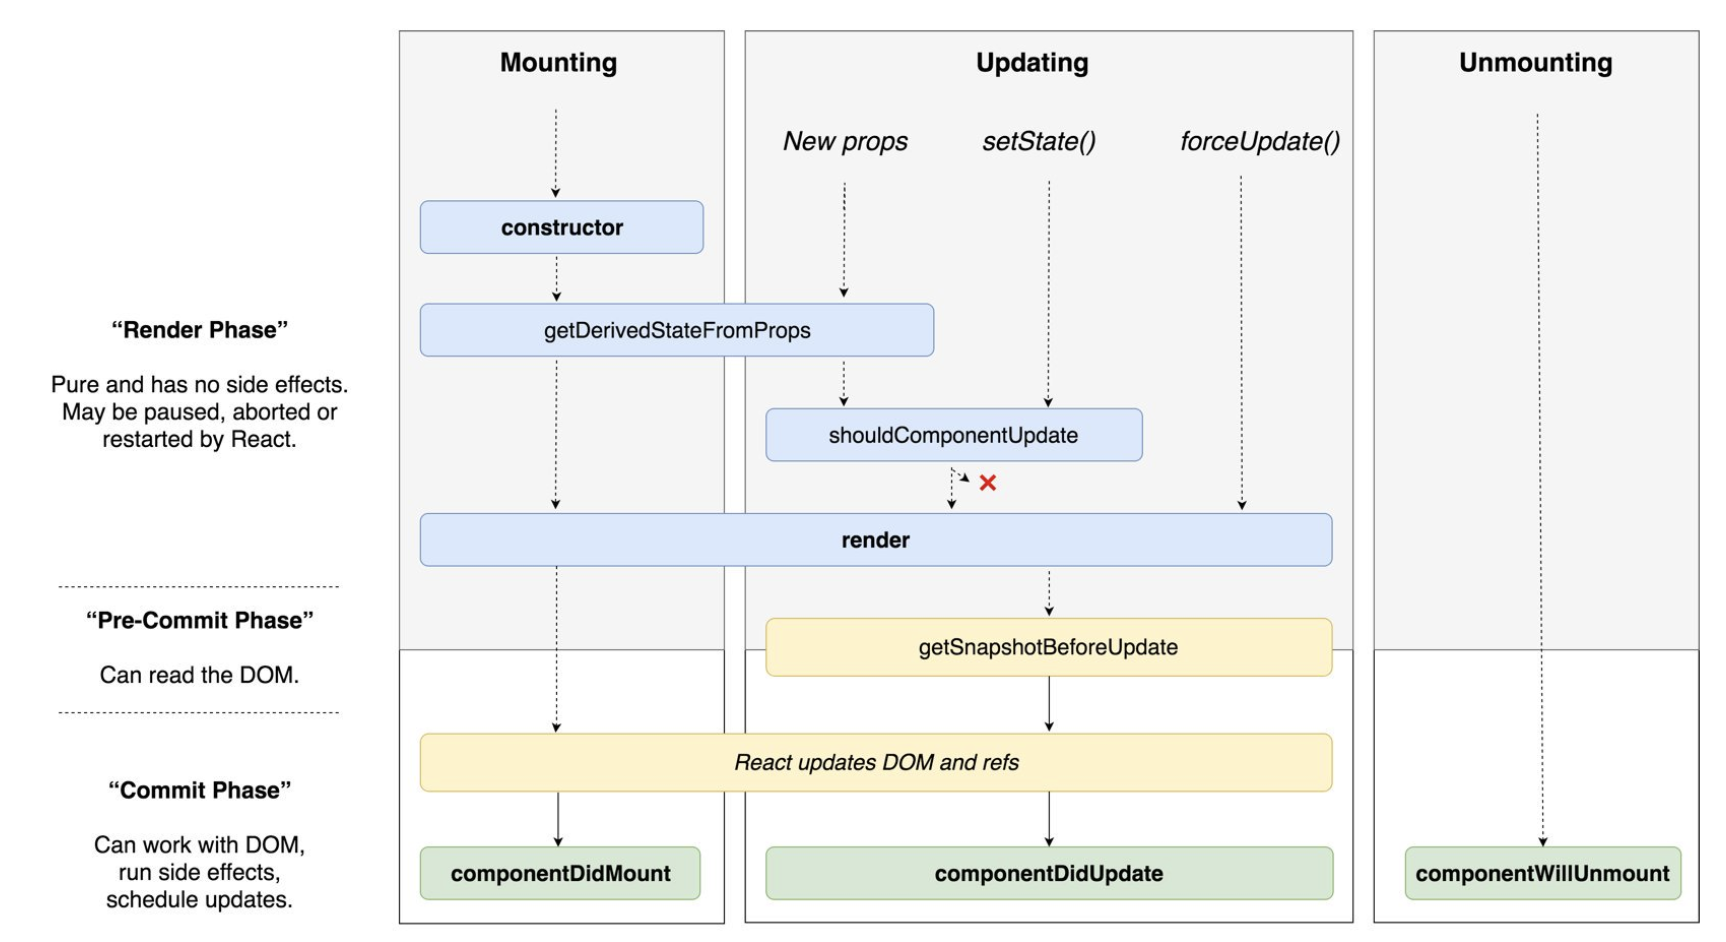 Mounting
Updating
Unmounting
New props
setState()
forceUpdate()
constructor
“Render Phase”
Pure and has no side effects.
May be paused, aborted or
restarted by React.
getDerivedStateFromProps
shouldComponentUpdate
render
“Pre-Commit Phase”
Can read the DOM.
getSnapshotBeforeUpdate
React updates DOM and refs
“Commit Phase”
Can work with DOM,
run side effects,
schedule updates.
componentDidMount
componentDidUpdate
componentWillUnmount